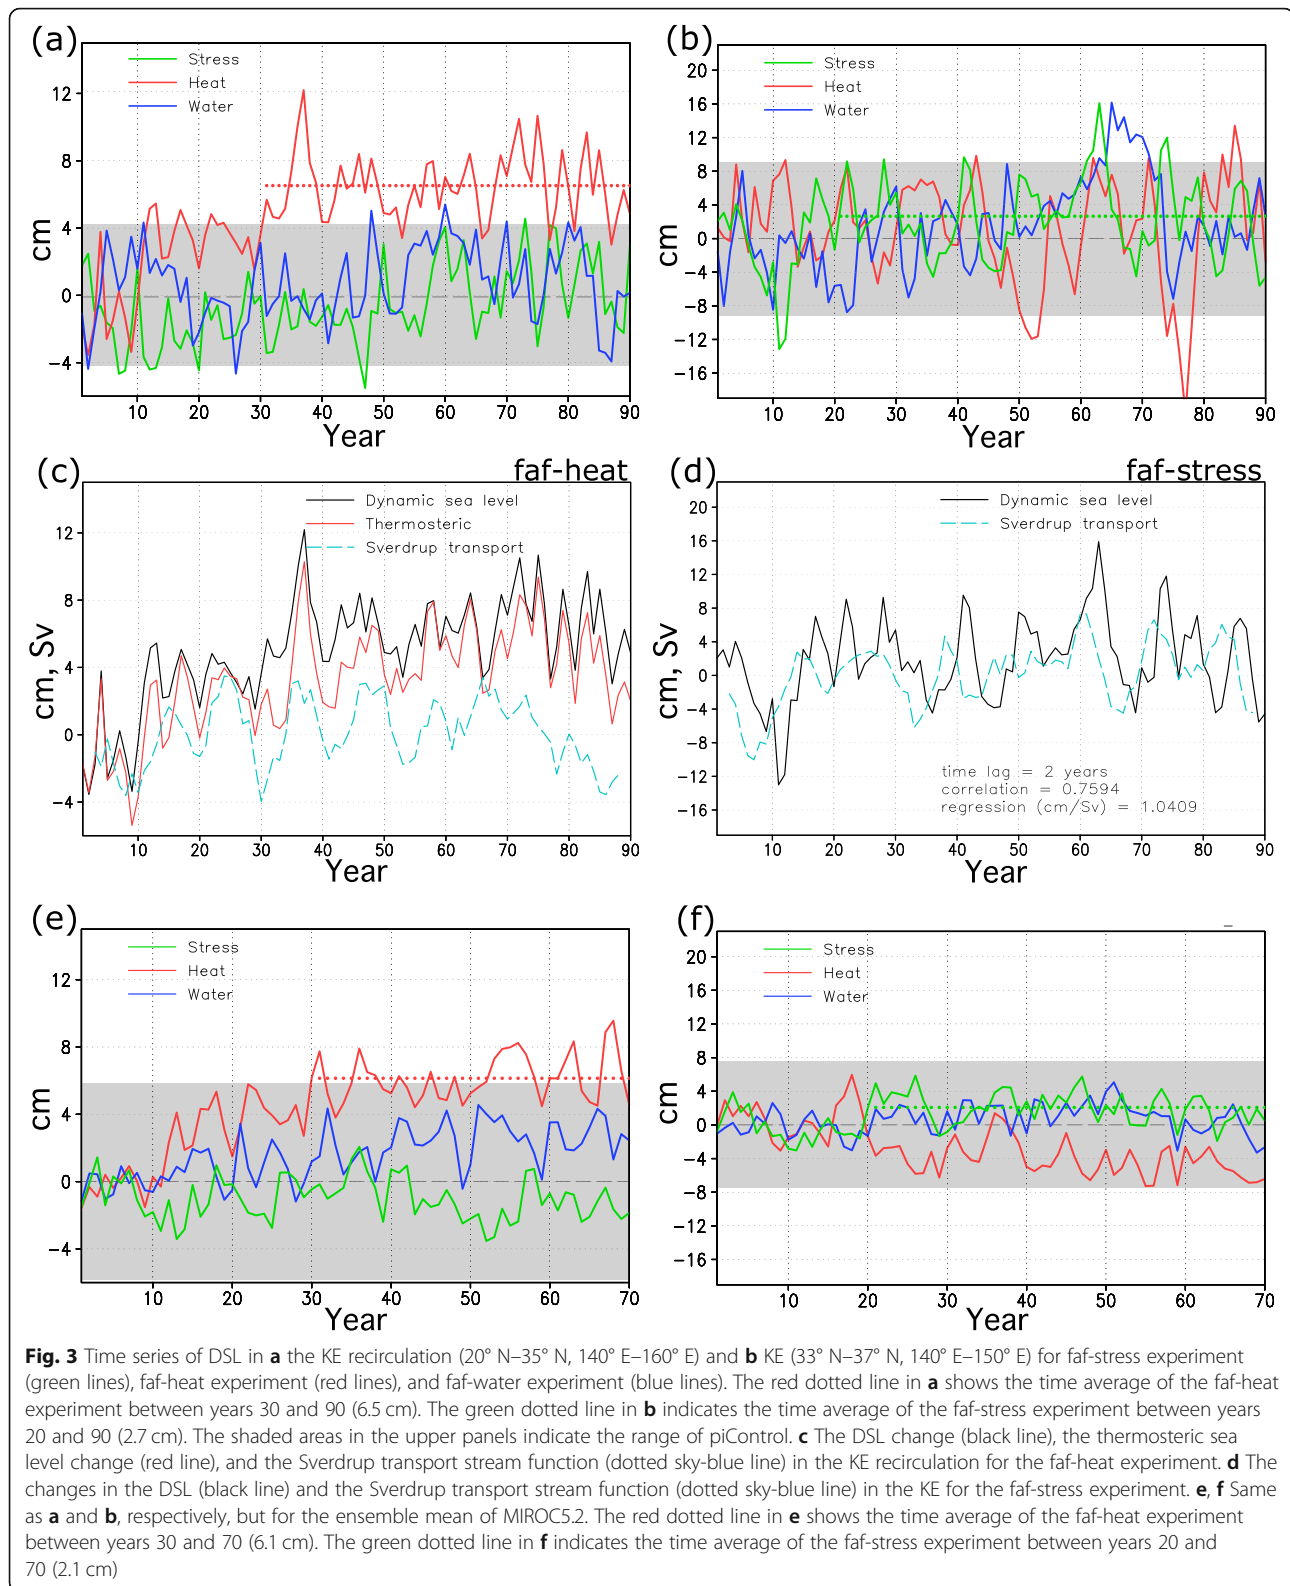 (a)
Stress
Heat
Water
12
8
4
0
−4
cm
10 20 30 40 50 60 70 80 90
Year
(b)
Stress
Heat
Water
20
16
12
8
4
0
−4
−8
−12
−16
cm
10 20 30 40 50 60 70 80 90
Year
(c)
faf-heat
Dynamic sea level
Thermosteric
Sverdrup transport
12
8
4
0
−4
cm, Sv
10 20 30 40 50 60 70 80 90
Year
(d)
faf-stress
Dynamic sea level
Sverdrup transport
20
16
12
8
4
0
−4
−8
−12
−16
cm, Sv
time lag = 2 years
correlation = 0.7594
regression (cm/Sv) = 1.0409
10 20 30 40 50 60 70 80 90
Year
(e)
Stress
Heat
Water
12
8
4
0
−4
cm
10 20 30 40 50 60 70
Year
(f)
Stress
Heat
Water
20
16
12
8
4
0
−4
−8
−12
−16
cm
10 20 30 40 50 60 70
Year
Fig. 3 Time series of DSL in a the KE recirculation (20° N–35° N, 140° E–160° E) and b KE (33° N–37° N, 140° E–150° E) for faf-stress experiment
(green lines), faf-heat experiment (red lines), and faf-water experiment (blue lines). The red dotted line in a shows the time average of the faf-heat
experiment between years 30 and 90 (6.5 cm). The green dotted line in b indicates the time average of the faf-stress experiment between years
20 and 90 (2.7 cm). The shaded areas in the upper panels indicate the range of piControl. c The DSL change (black line), the thermosteric sea
level change (red line), and the Sverdrup transport stream function (dotted sky-blue line) in the KE recirculation for the faf-heat experiment. d The
changes in the DSL (black line) and the Sverdrup transport stream function (dotted sky-blue line) in the KE for the faf-stress experiment. e, f Same
as a and b, respectively, but for the ensemble mean of MIROC5.2. The red dotted line in e shows the time average of the faf-heat experiment
between years 30 and 70 (6.1 cm). The green dotted line in f indicates the time average of the faf-stress experiment between years 20 and
70 (2.1 cm)